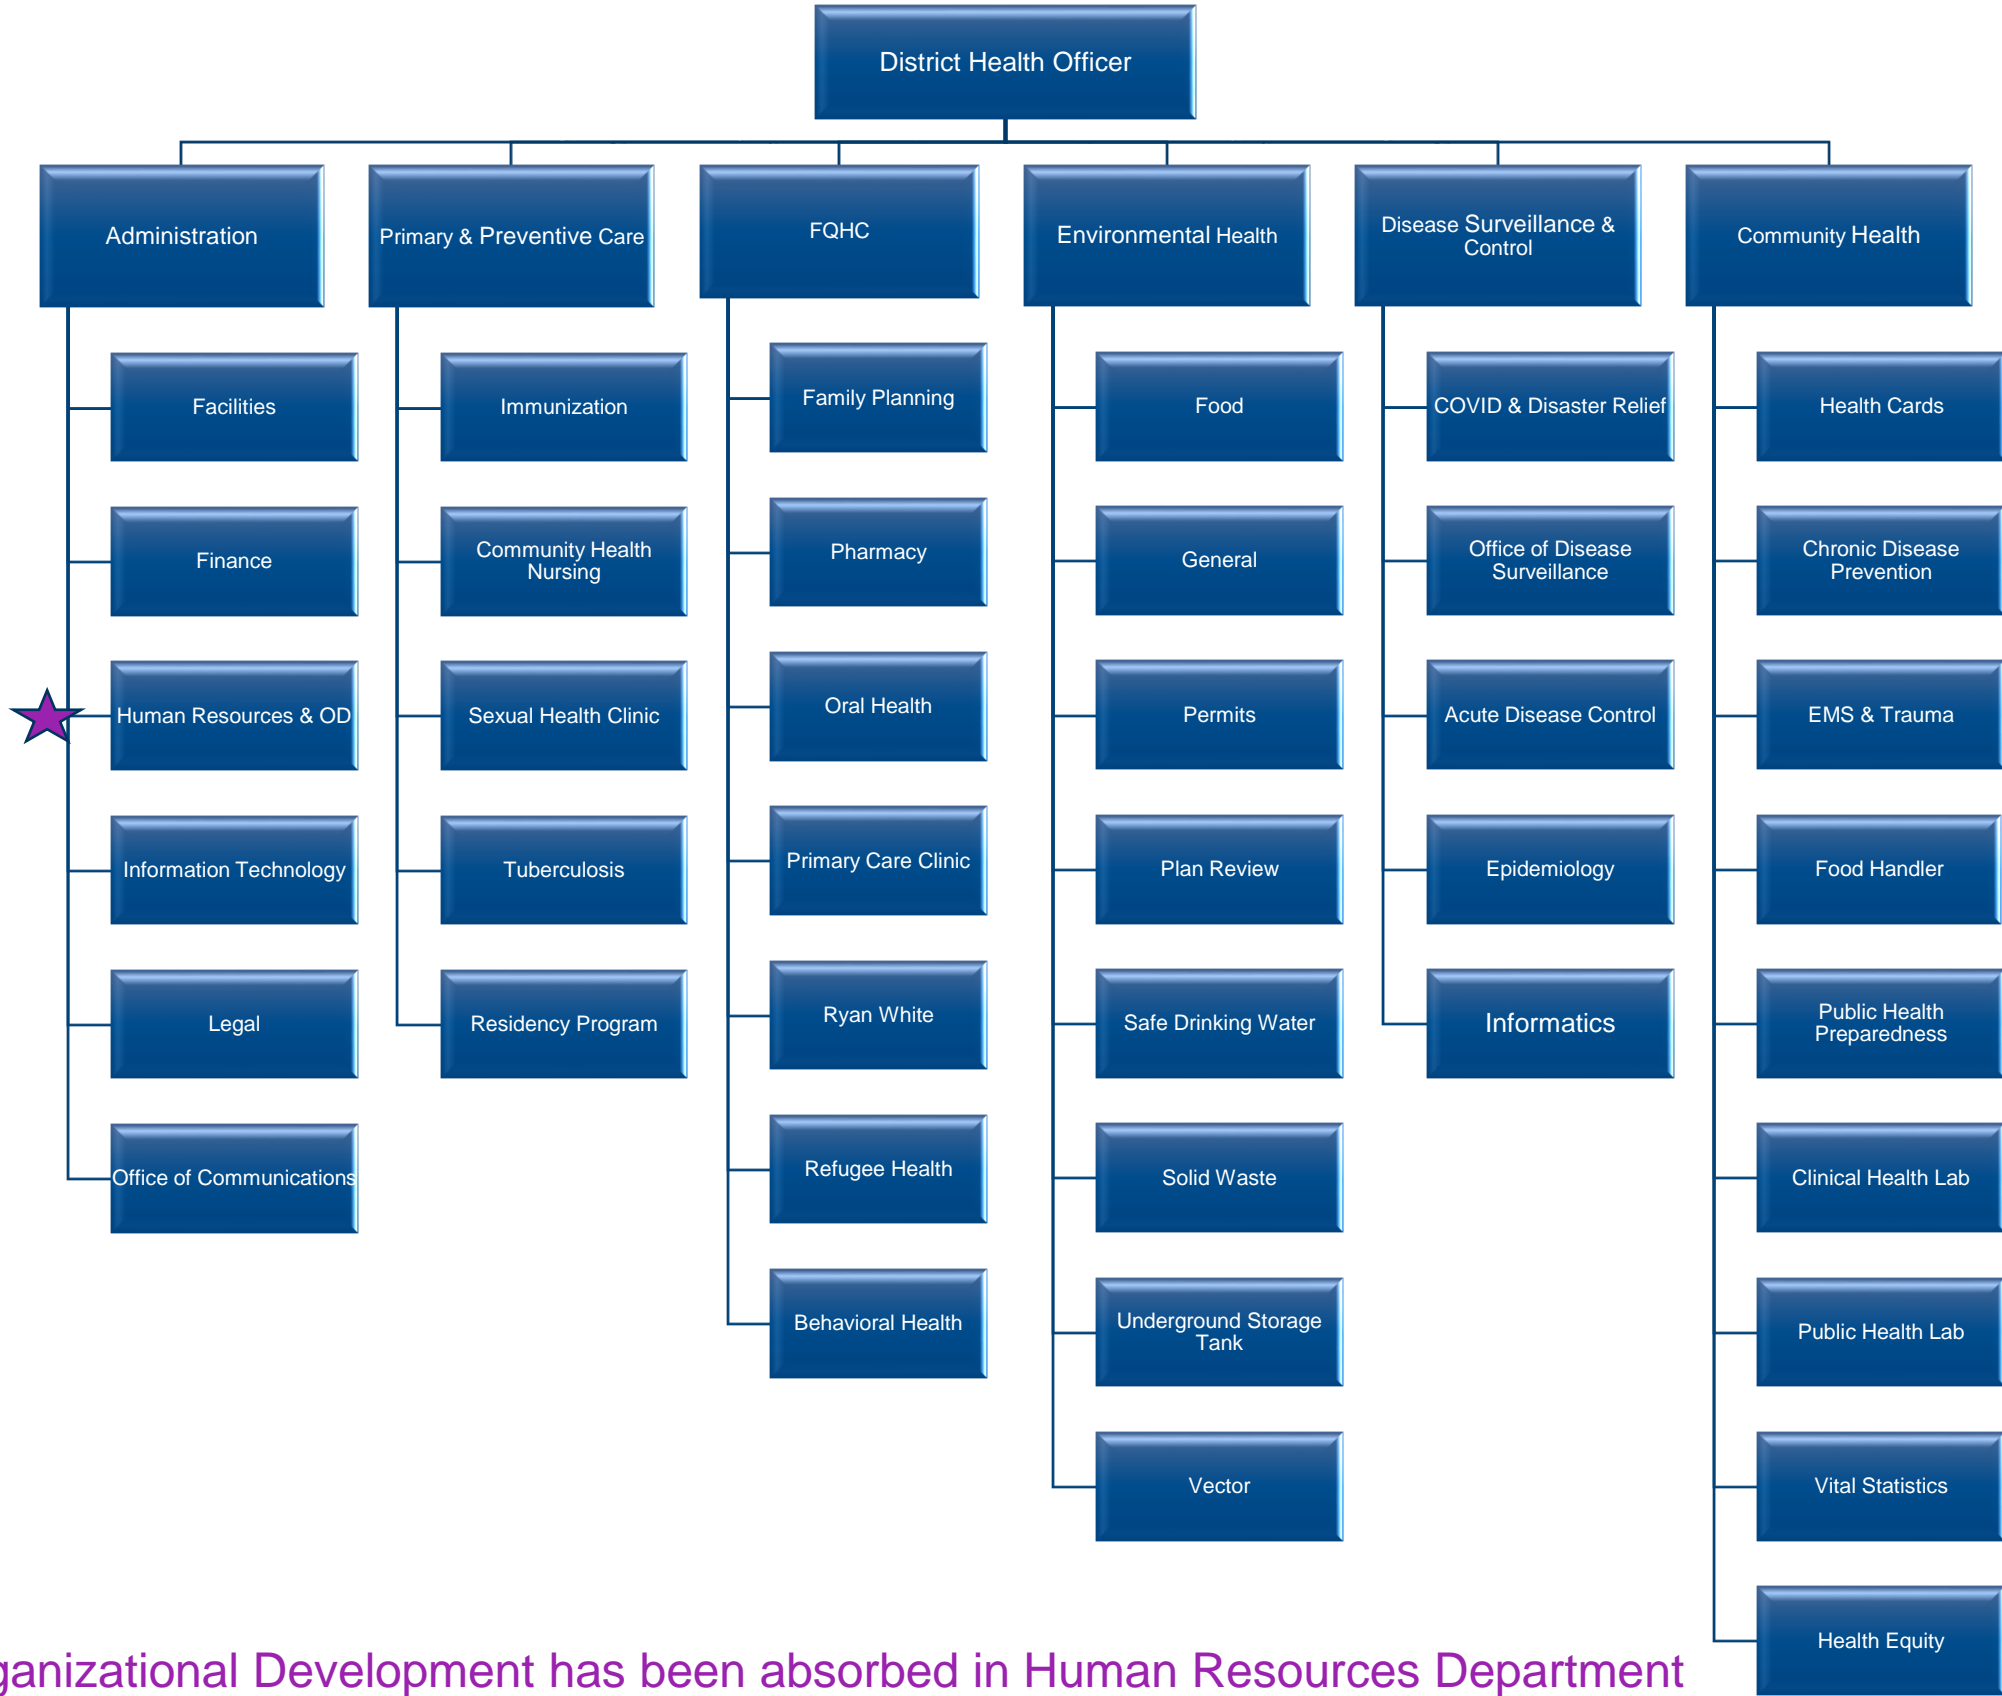 District Health Officer
Administration
Primary & Preventive Care
FQHC
Environmental Health
Disease Surveillance &
Control
Community Health
Facilities
Finance
Human Resources & OD
Information Technology
Legal
Office of Communications
Immunization
Community Health
Nursing
Sexual Health Clinic
Tuberculosis
Residency Program
Family Planning
Pharmacy
Oral Health
Primary Care Clinic
Ryan White
Refugee Health
Behavioral Health
Food
General
Permits
Plan Review
Safe Drinking Water
Solid Waste
Underground Storage
Tank
Vector
COVID & Disaster Relief
Office of Disease
Surveillance
Acute Disease Control
Epidemiology
Informatics
Health Cards
Chronic Disease
Prevention
EMS & Trauma
Food Handler
Public Health
Preparedness
Clinical Health Lab
Public Health Lab
Vital Statistics
Health Equity
ganizational Development has been absorbed in Human Resources Department